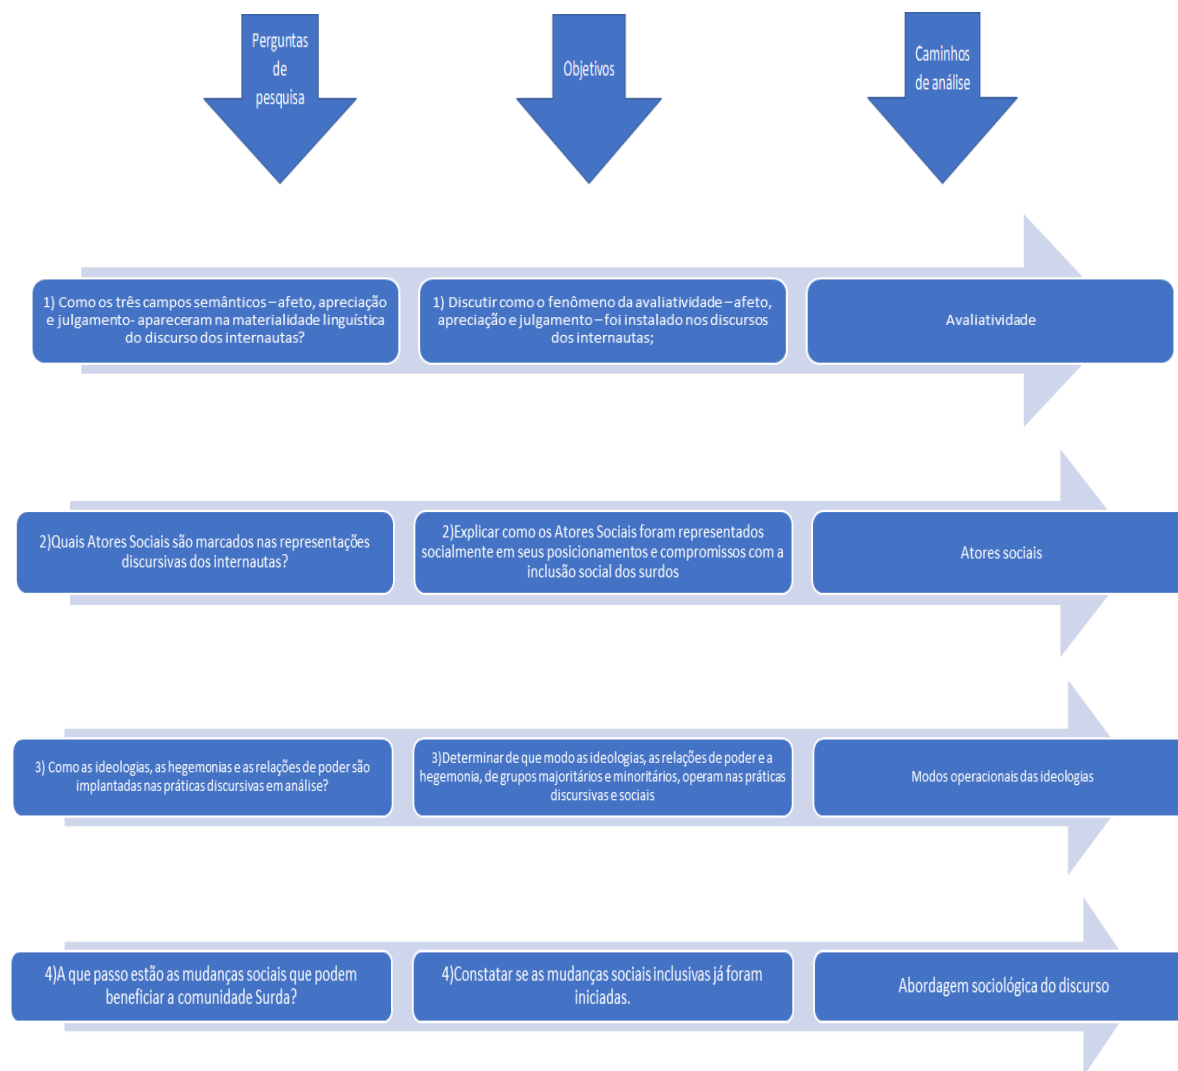 Perguntas
de
pesquisa
Objetivos
Caminhos
de análise
1) Como os três campos semânticos – afeto, apreciação
e julgamento- apareceram na materialidade linguística
do discurso dos internautas?
1) Discutir como o fenômeno da avaliatividade – afeto,
apreciação e julgamento – foi instalado nos discursos
dos internautas;
Avaliatividade
2)Quais Atores Sociais são marcados nas representações
discursivas dos internautas?
2)Explicar como os Atores Sociais foram representados
socialmente em seus posicionamentos e compromissos com a
inclusão social dos surdos
Atores sociais
3) Como as ideologias, as hegemonias e as relações de poder são
implantadas nas práticas discursivas em análise?
3)Determinar de que modo as ideologias, as relações de poder e a
hegemonia, de grupos majoritários e minoritários, operam nas práticas
discursivas e sociais
Modos operacionais das ideologias
4)A que passo estão as mudanças sociais que podem
beneficiar a comunidade Surda?
4)Constatar se as mudanças sociais inclusivas já foram
iniciadas.
Abordagem sociológica do discurso